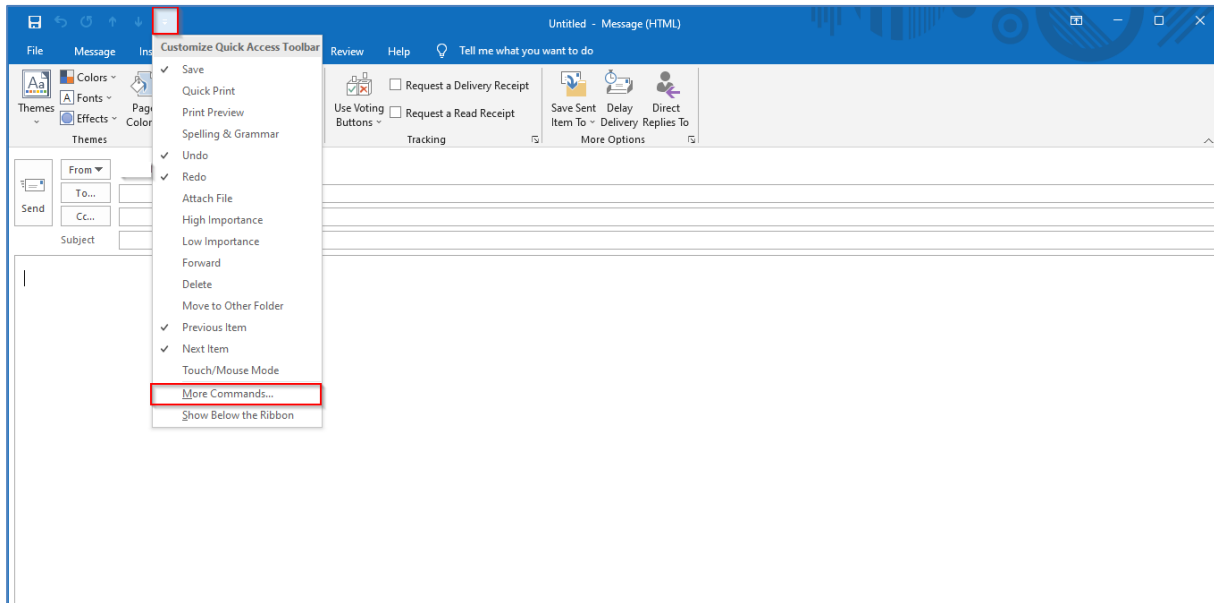 Untitled - Message (HTML)
File Message Ins Review Help Tell me what you want to do
Customize Quick Access Toolbar
Save
Quick Print
Print Preview
Spelling & Grammar
Undo
Redo
Attach File
High Importance
Low Importance
Forward
Delete
Move to Other Folder
Previous Item
Next Item
Touch/Mouse Mode
More Commands...
Show Below the Ribbon
Aa
Themes
Colors
A Fonts
Effects
Page
Color
Themes
Use Voting
Buttons
Request a Delivery Receipt
Request a Read Receipt
Tracking
Save Sent
Item To
Delay
Delivery
Direct
Replies To
More Options
Send
From
To...
Cc...
Subject